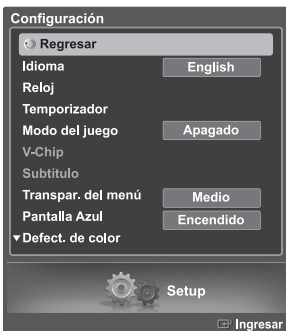 Configuración
Regresar
Idioma English
Reloj
Temporizador
Modo del juego Apagado
V-Chip
Subtítulo
Transpar. del menú Medio
Pantalla Azul Encendido
▼Defect. de color
Setup
Ingresar